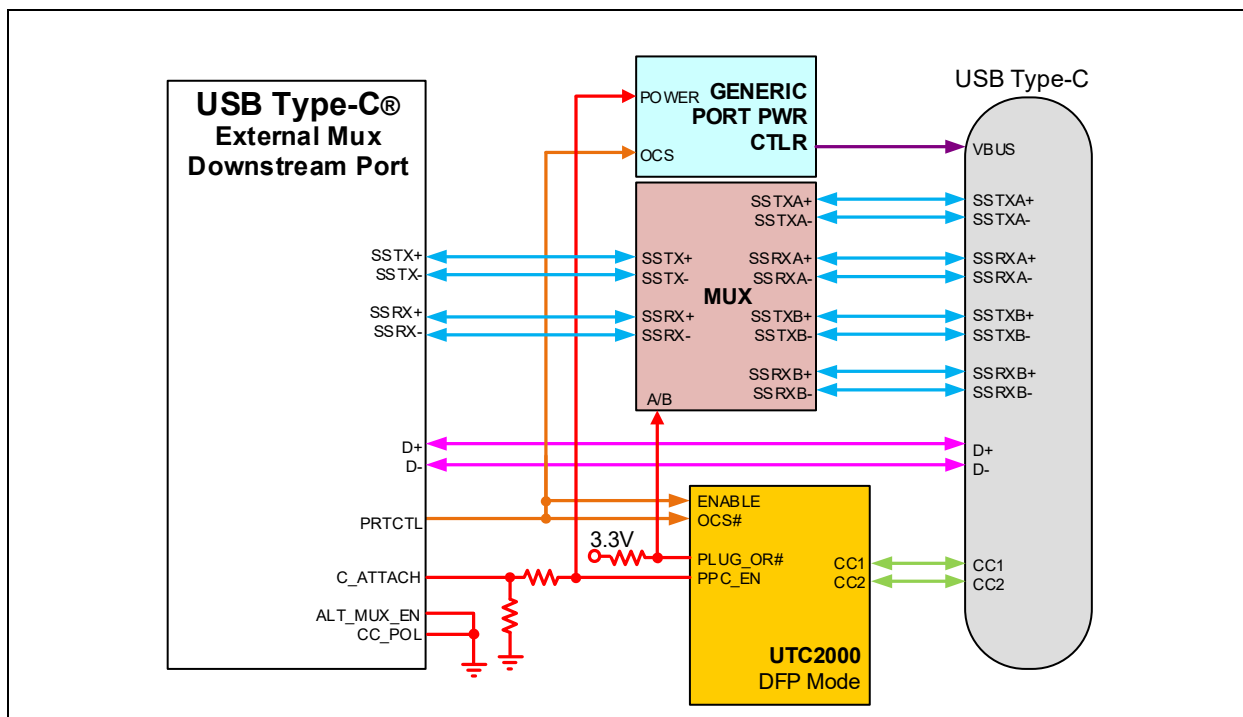 USB Type-C®
External Mux
Downstream Port
SSTX+
SSTX-
SSRX+
SSRX-
D+
D-
PRTCTL
C_ATTACH
ALT_MUX_EN
CC_POL
3.3V
POWER
GENERIC
PORT PWR
CTLR
OCS
SSTXA+
SSTXA-
SSTX+
SSRXA+
SSTX-
SSRXA-
MUX
SSRX+
SSTXB+
SSRX-
SSTXB-
SSRXB+
SSRXB-
A/B
ENABLE
OCS#
PLUG_OR#
PPC_EN
CC1
CC2
UTC2000
DFP Mode
USB Type-C
VBUS
SSTXA+
SSTXA-
SSRXA+
SSRXA-
SSTXB+
SSTXB-
SSRXB+
SSRXB-
D+
D-
CC1
CC2